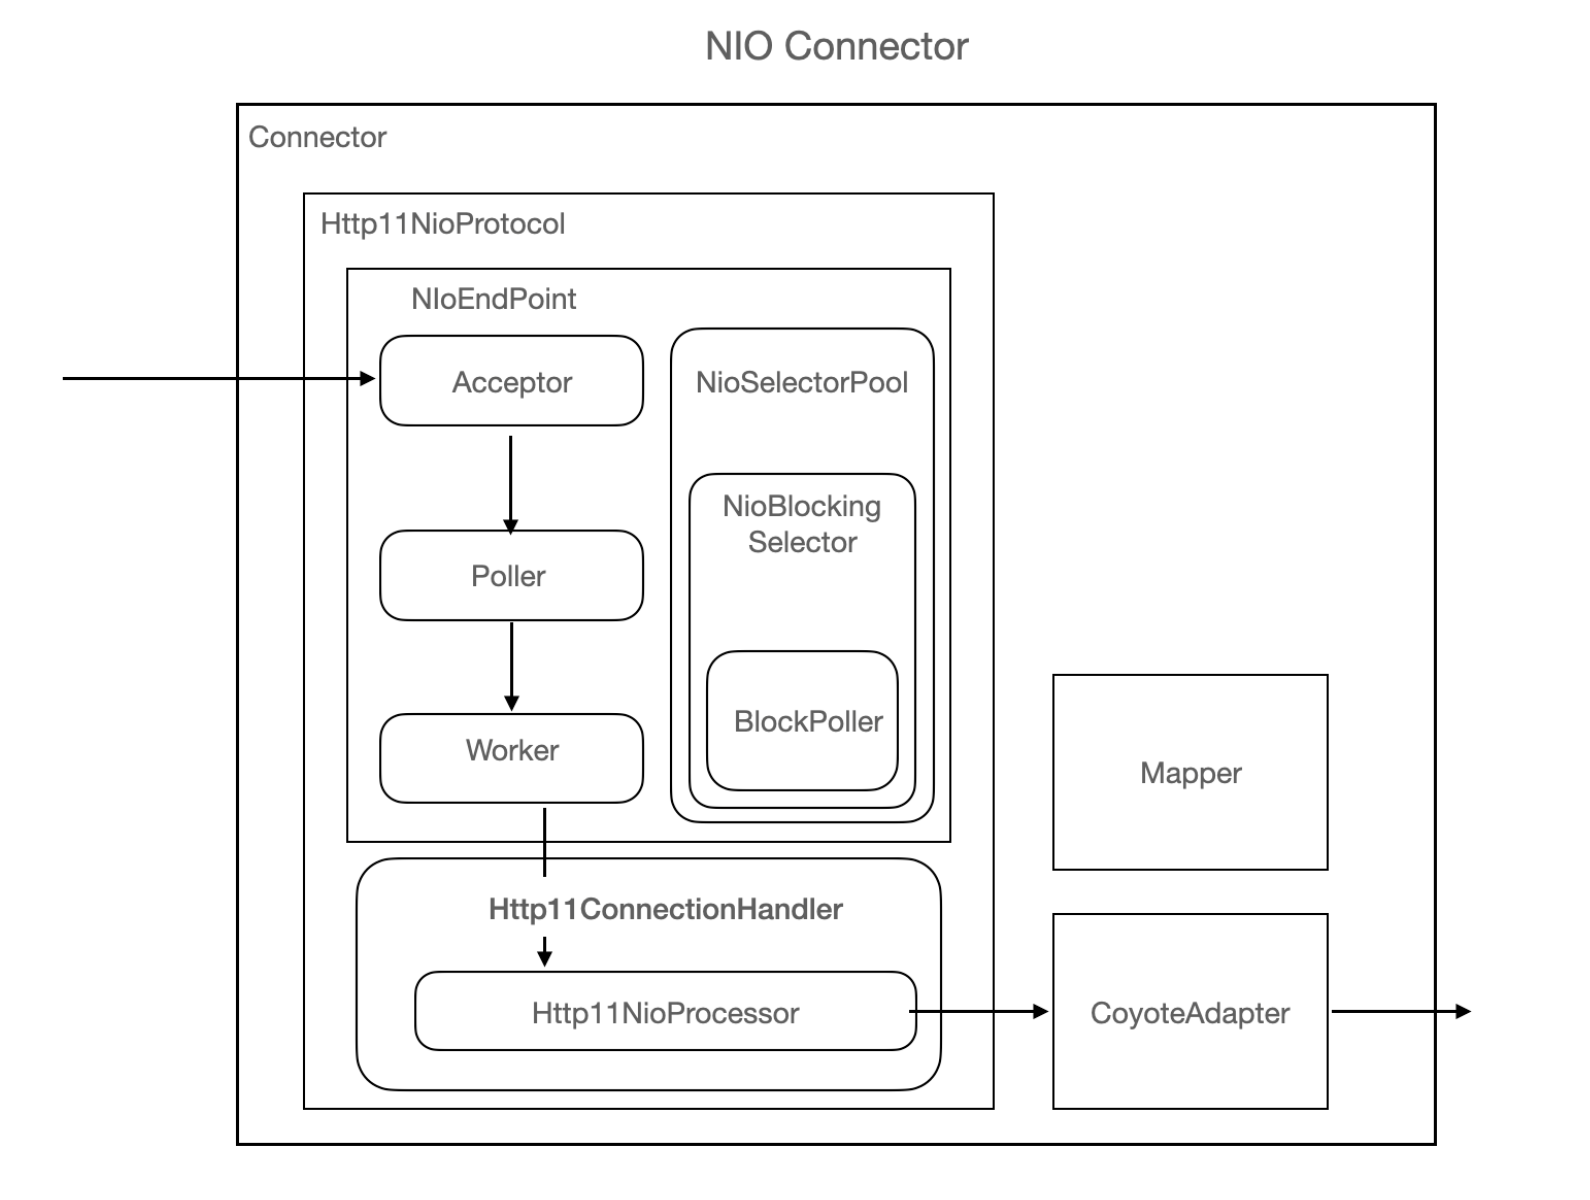 NIO Connector
Connector
Http11NioProtocol
NIoEndPoint
Acceptor
NioSelectorPool
NioBlocking
Selector
Poller
BlockPoller
Worker
Mapper
Http11ConnectionHandler
Http11NioProcessor
CoyoteAdapter